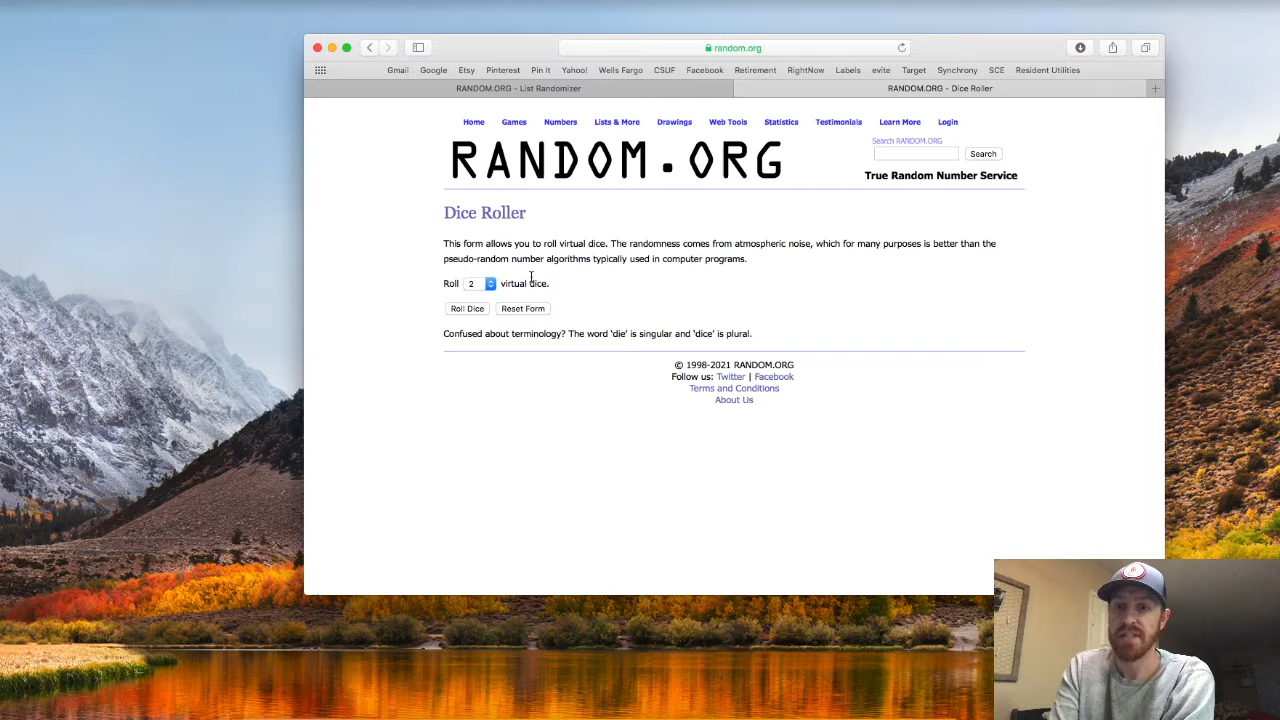 random.org
Gmail Google Etsy Pinterest Pin It Yahoo! Wells Fargo CSUF Facebook Retirement RightNow Labels evite Target Synchrony SCE Resident Utilities
RANDOM.ORG - List Randomizer RANDOM.ORG - Dice Roller
Home Games Numbers Lists & More Drawings Web Tools Statistics Testimonials Learn More Login
Search RANDOM.ORG
RANDOM.ORG
Search
True Random Number Service
Dice Roller
This form allows you to roll virtual dice. The randomness comes from atmospheric noise, which for many purposes is better than the
pseudo-random number algorithms typically used in computer programs.
Roll 2 virtual dice.
Roll Dice Reset Form
Confused about terminology? The word ‘die’ is singular and ‘dice’ is plural.
© 1998-2021 RANDOM.ORG
Follow us: Twitter | Facebook
Terms and Conditions
About Us